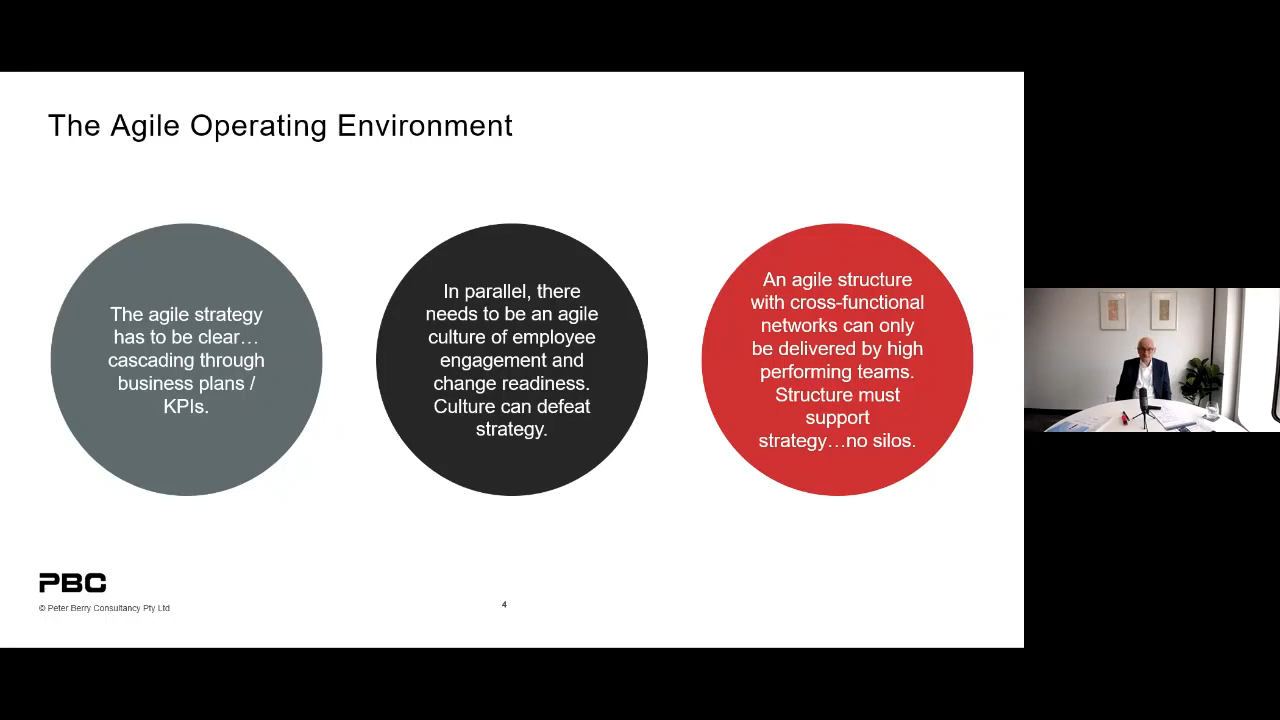 The Agile Operating Environment
The agile strategy
has to be clear…
cascading through
business plans /
KPIs.
In parallel, there
needs to be an agile
culture of employee
engagement and
change readiness.
Culture can defeat
strategy.
An agile structure
with cross-functional
networks can only
be delivered by high
performing teams.
Structure must
support
strategy…no silos.
PBC
© Peter Berry Consultancy Pty Ltd
4